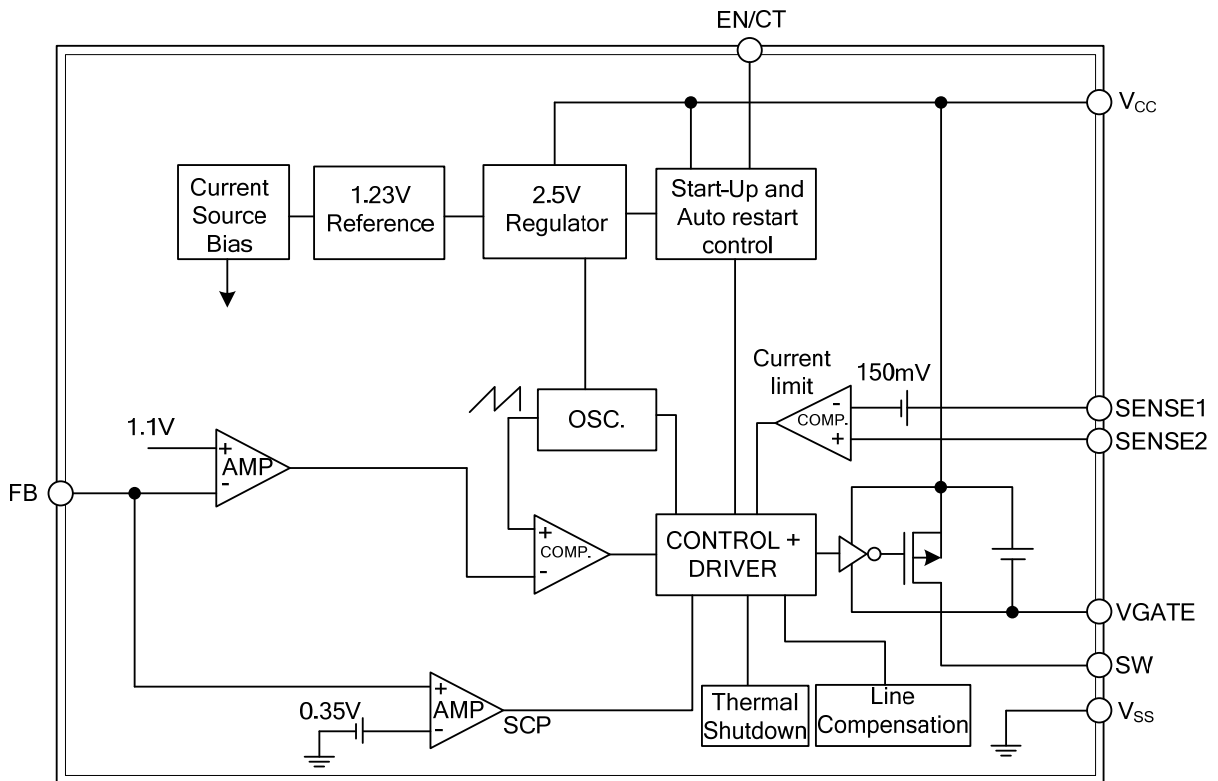 EN/CT
V_CC
Current
Source
Bias
1.23V
Reference
2.5V
Regulator
Start-Up and
Auto restart
control
Current
limit
150mV
-
COMP.
+
SENSE1
SENSE2
OSC.
1.1V
+
AMP
-
FB
+
COMP.
-
CONTROL +
DRIVER
VGATE
SW
V_SS
Thermal
Shutdown
Line
Compensation
0.35V
+
AMP
-
SCP